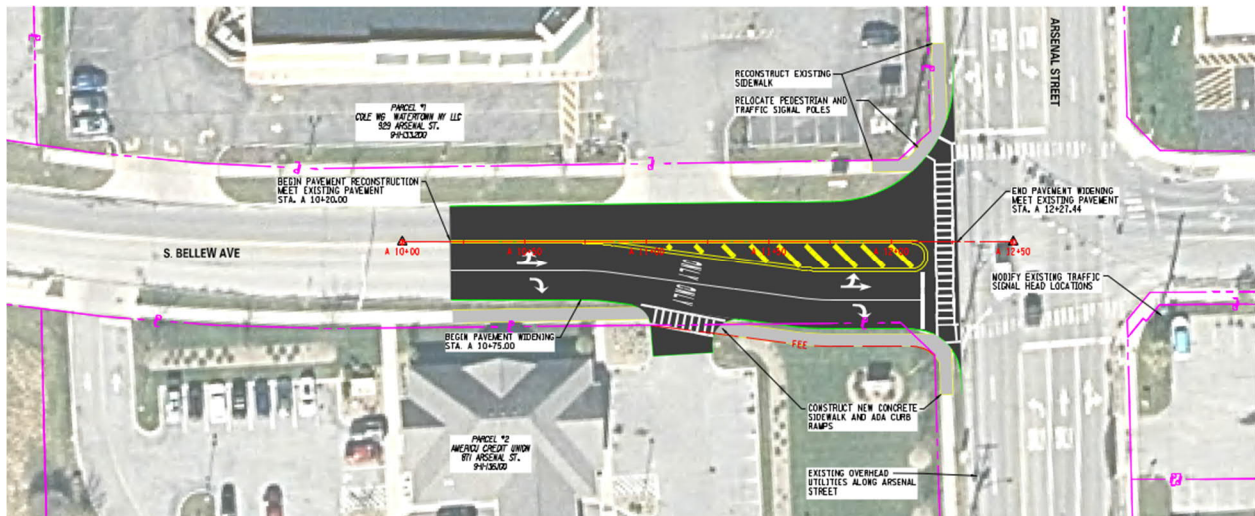 ARSENAL STREET
RECONSTRUCT EXISTING
SIDEWALK
RELOCATE PEDESTRIAN AND
TRAFFIC SIGNAL POLES
PARCEL #1
COLE WG WATERTOWN NY LLC
929 ARSENAL ST.
BEGIN PAVEMENT RECONSTRUCTION
MEET EXISTING PAVEMENT
STA. A 10+20.00
END PAVEMENT WIDENING
MEET EXISTING PAVEMENT
STA. A 12+27.44
S. BELLEW AVE
A 10+00
A 12+50
ONLY
ONLY
MODIFY EXISTING TRAFFIC
SIGNAL HEAD LOCATIONS
BEGIN PAVEMENT WIDENING
STA. A 10+75.00
FEE
CONSTRUCT NEW CONCRETE
SIDEWALK AND ADA CURB
RAMPS
PARCEL #2
AMERICU CREDIT UNION
871 ARSENAL ST.
EXISTING OVERHEAD
UTILITIES ALONG ARSENAL
STREET